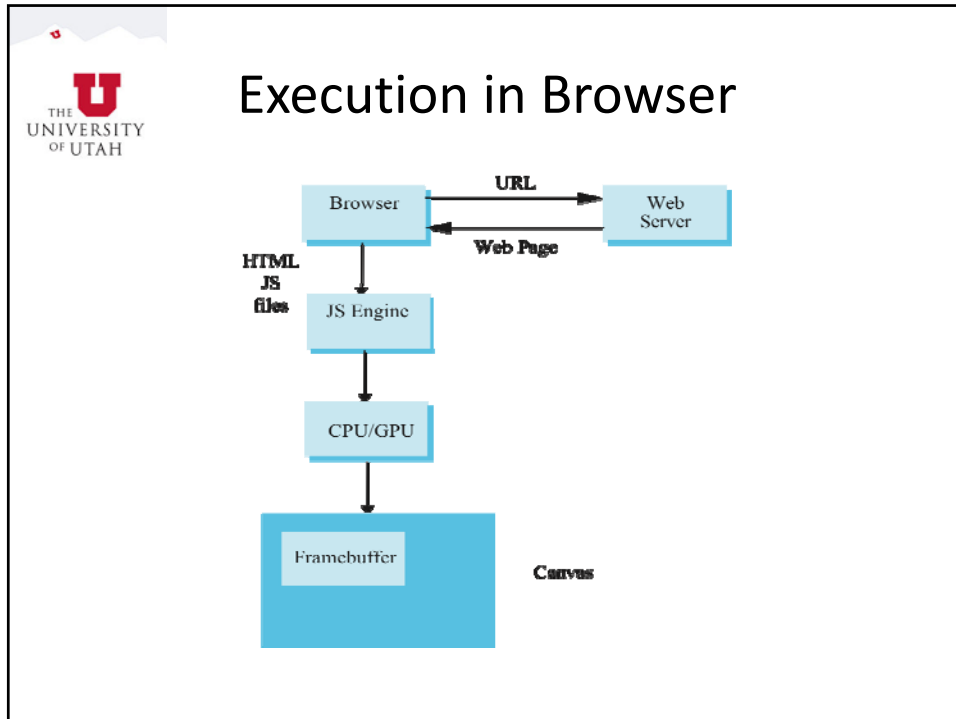 THE
UNIVERSITY
OF UTAH
Execution in Browser
URL
Browser
Web
Server
Web Page
HTML
JS
files
JS Engine
CPU/GPU
Framebuffer
Canvas